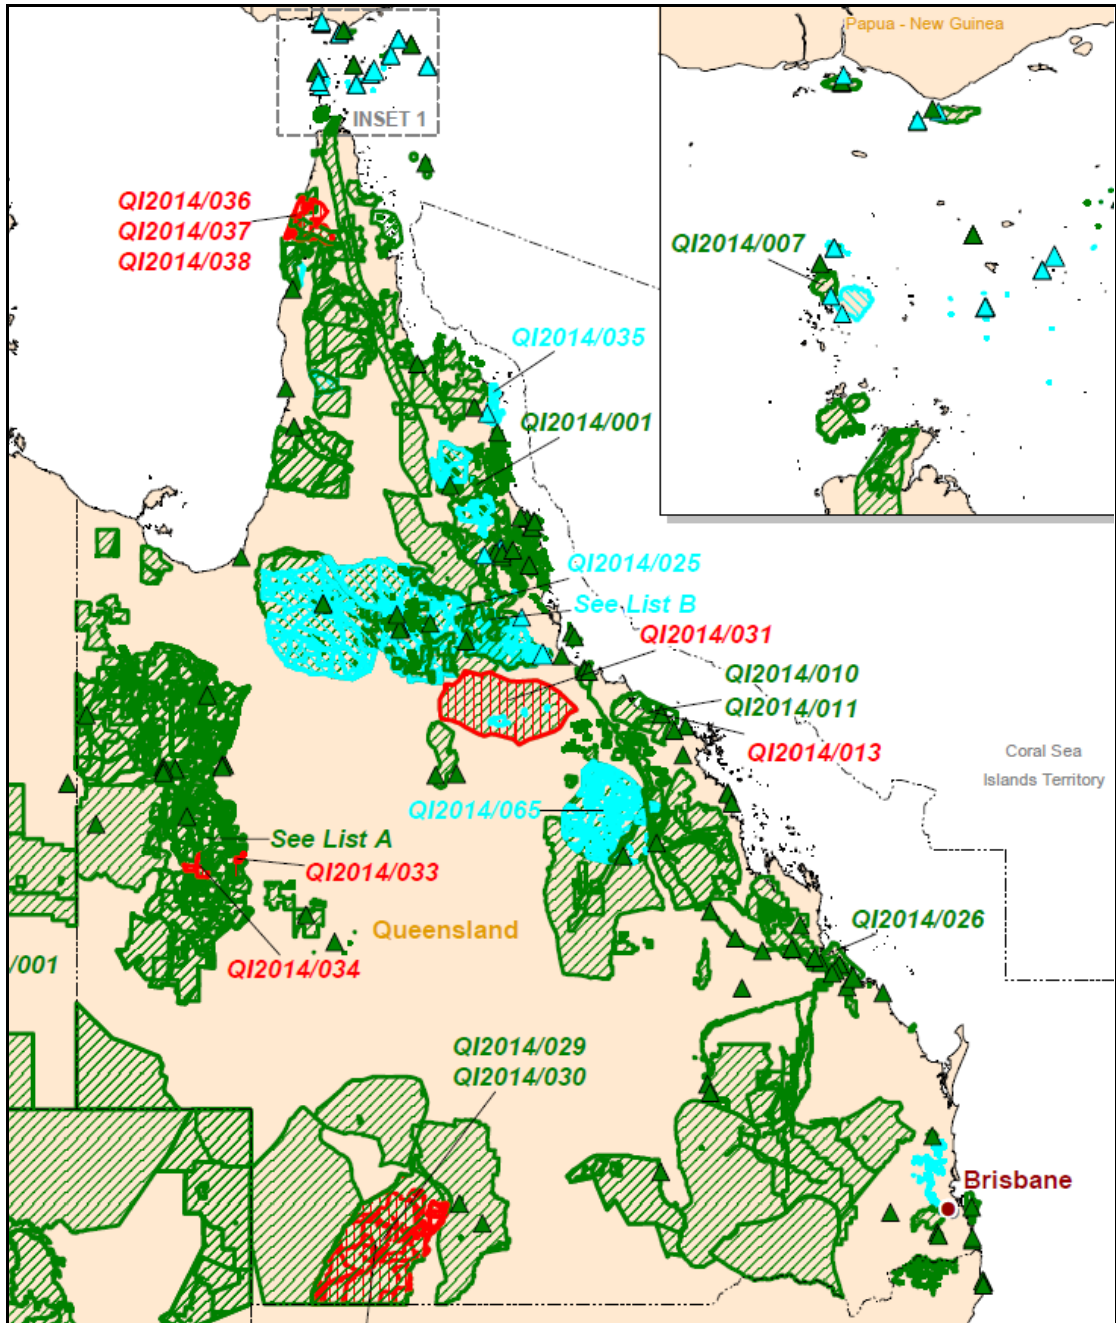 Papua - New Guinea
INSET 1
QI2014/036
QI2014/037
QI2014/038
QI2014/007
QI2014/035
QI2014/001
QI2014/025
See List B
QI2014/031
QI2014/010
QI2014/011
QI2014/013
Coral Sea
Islands Territory
QI2014/065
See List A
QI2014/033
Queensland
QI2014/026
/001
QI2014/034
QI2014/029
QI2014/030
Brisbane